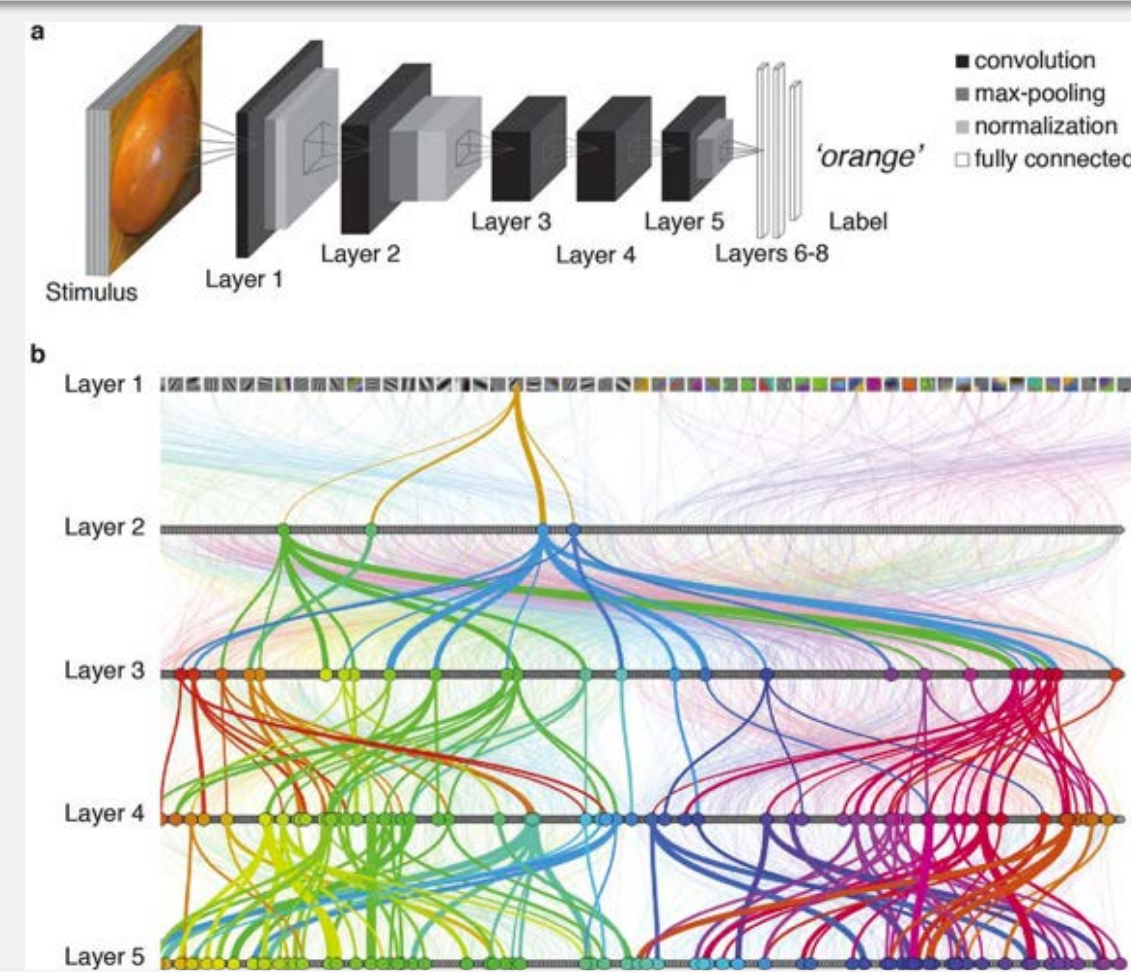 a
convolution
max-pooling
normalization
fully connected
'orange'
Layer 3
Layer 5
Label
Layer 2
Layer 4
Layers 6-8
Layer 1
Stimulus
b
Layer 1
Layer 2
Layer 3
Layer 4
Layer 5